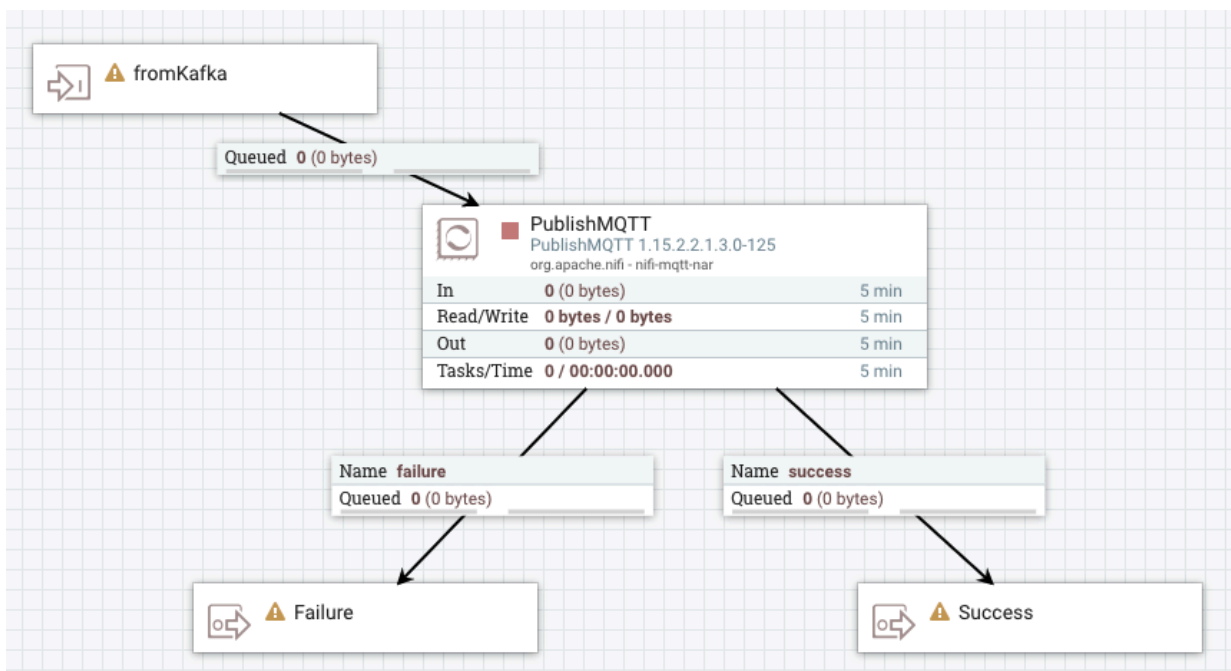 fromKafka
Queued 0 (0 bytes)
PublishMQTT
PublishMQTT 1.15.2.2.1.3.0-125
org.apache.nifi - nifi-mqtt-nar
In 0 (0 bytes) 5 min
Read/Write 0 bytes / 0 bytes 5 min
Out 0 (0 bytes) 5 min
Tasks/Time 0 / 00:00:00.000 5 min
Name failure
Queued 0 (0 bytes)
Name success
Queued 0 (0 bytes)
Failure
Success